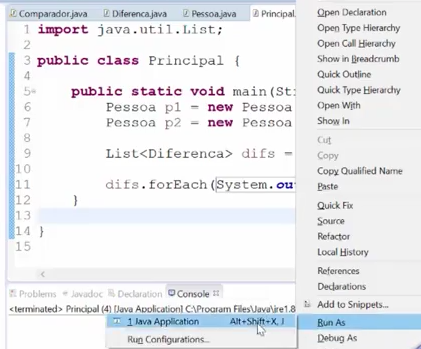 Comparador.java Diferenca.java Pessoa.java Principal.
1 import java.util.List;
2
3 public class Principal {
4
5 public static void main(Str
6 Pessoa p1 = new Pessoa
7 Pessoa p2 = new Pessoa
8
9 List<Diferenca> difs =
10
11 difs.forEach(System.ou
12 }
13
14 }
15
Open Declaration
Open Type Hierarchy
Open Call Hierarchy
Show in Breadcrumb
Quick Outline
Quick Type Hierarchy
Open With
Show In
Cut
Copy
Copy Qualified Name
Paste
Quick Fix
Source
Refactor
Local History
References
Declarations
Add to Snippets...
Run As
Debug As
Problems Javadoc Declaration Console
<terminated> Principal (4) [Java Application] C:\Program Files\Java\jre1.8
1 Java Application Alt+Shift+X, J
Run Configurations...